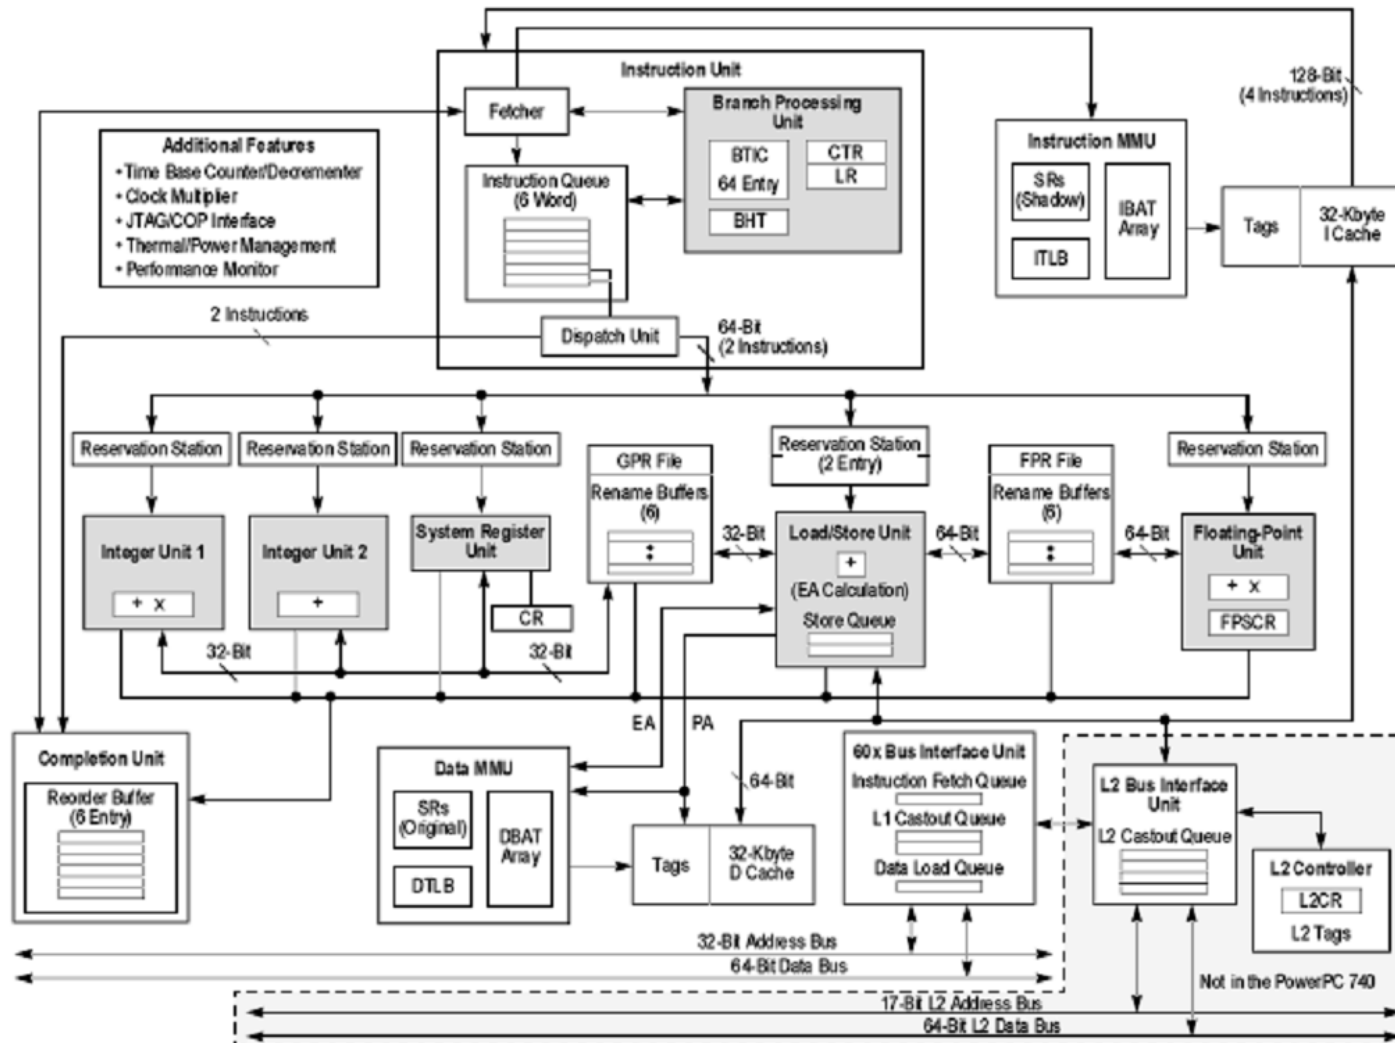 Instruction Unit
Fetcher
Branch Processing
Unit
BTIC
64 Entry
CTR
LR
BHT
Instruction Queue
(6 Word)
Dispatch Unit
128-Bit
(4 Instructions)
Additional Features
• Time Base Counter/Decrementer
• Clock Multiplier
• JTAG/COP Interface
• Thermal/Power Management
• Performance Monitor
Instruction MMU
SRs
(Shadow)
IBAT
Array
ITLB
Tags
32-Kbyte
I Cache
2 Instructions
64-Bit
(2 Instructions)
Reservation Station
Reservation Station
Reservation Station
Reservation Station
(2 Entry)
Reservation Station
GPR File
Rename Buffers
(6)
FPR File
Rename Buffers
(6)
Integer Unit 1
+ x
Integer Unit 2
+
System Register
Unit
CR
32-Bit
Load/Store Unit
+
(EA Calculation)
Store Queue
64-Bit
64-Bit
Floating-Point
Unit
+ x
FPSCR
32-Bit
32-Bit
EA
PA
Completion Unit
Reorder Buffer
(6 Entry)
Data MMU
SRs
(Original)
DBAT
Array
DTLB
64-Bit
Tags
32-Kbyte
D Cache
60x Bus Interface Unit
Instruction Fetch Queue
L1 Castout Queue
Data Load Queue
L2 Bus Interface
Unit
L2 Castout Queue
L2 Controller
L2CR
L2 Tags
32-Bit Address Bus
64-Bit Data Bus
Not in the PowerPC 740
17-Bit L2 Address Bus
64-Bit L2 Data Bus